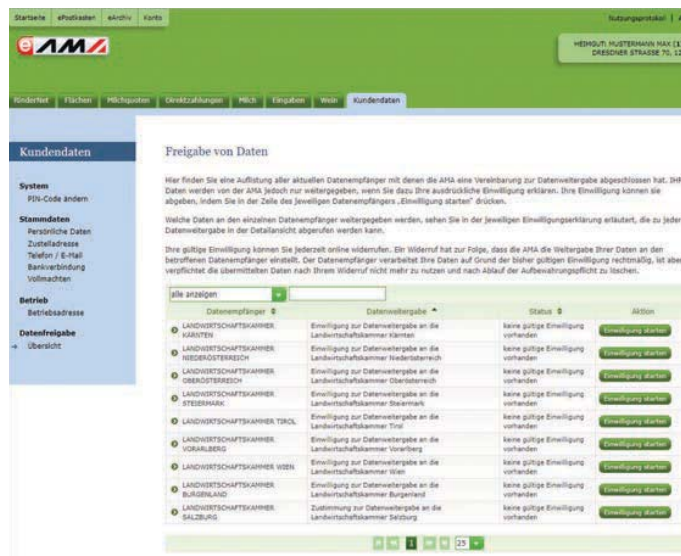 Startseite ePostkasten eArchiv Konto
Nutzungsprotokoll
eAMA
HEIMGUT: MUSTERMANN MAX
DRESDNER STRASSE 70,
RinderNet Flächen Milchquoten Direktzahlungen Milch Eingaben Wein Kundendaten
Kundendaten
System
PIN-Code ändern
Stammdaten
Persönliche Daten
Zustelladresse
Telefon / E-Mail
Bankverbindung
Vollmachten
Betrieb
Betriebsadresse
Datenfreigabe
→ Übersicht
Freigabe von Daten
Hier finden Sie eine Auflistung aller aktuellen Datenempfänger mit denen die AMA eine Vereinbarung zur Datenweitergabe abgeschlossen hat. IHR
Daten werden von der AMA jedoch nur weitergegeben, wenn Sie dazu Ihre ausdrückliche Einwilligung erklären. Ihre Einwilligung können sie
abgeben, indem Sie in der Zeile des jeweiligen Datenempfängers „Einwilligung starten" drücken.
Welche Daten an den einzelnen Datenempfänger weitergegeben werden, sehen Sie in der jeweiligen Einwilligungserklärung erläutert, die zu jeder
Datenweitergabe in der Detailansicht abgerufen werden kann.
Ihre gültige Einwilligung können Sie jederzeit online widerrufen. Ein Widerruf hat zur Folge, dass die AMA die Weitergabe Ihrer Daten an den
betroffenen Datenempfänger einstellt. Der Datenempfänger verarbeitet Ihre Daten auf Grund der bisher gültigen Einwilligung rechtmäßig, ist aber
verpflichtet die übermittelten Daten nach Ihrem Widerruf nicht mehr zu nutzen und nach Ablauf der Aufbewahrungspflicht zu löschen.
alle anzeigen
Datenempfänger Datenweitergabe Status Aktion
LANDWIRTSCHAFTSKAMMER KÄRNTEN Einwilligung zur Datenweitergabe an die Landwirtschaftskammer Kärnten keine gültige Einwilligung vorhanden Einwilligung starten
LANDWIRTSCHAFTSKAMMER NIEDERÖSTERREICH Einwilligung zur Datenweitergabe an die Landwirtschaftskammer Niederösterreich keine gültige Einwilligung vorhanden Einwilligung starten
LANDWIRTSCHAFTSKAMMER OBERÖSTERREICH Einwilligung zur Datenweitergabe an die Landwirtschaftskammer Oberösterreich keine gültige Einwilligung vorhanden Einwilligung starten
LANDWIRTSCHAFTSKAMMER STEIERMARK Einwilligung zur Datenweitergabe an die Landwirtschaftskammer Steiermark keine gültige Einwilligung vorhanden Einwilligung starten
LANDWIRTSCHAFTSKAMMER TIROL Einwilligung zur Datenweitergabe an die Landwirtschaftskammer Tirol keine gültige Einwilligung vorhanden Einwilligung starten
LANDWIRTSCHAFTSKAMMER VORARLBERG Einwilligung zur Datenweitergabe an die Landwirtschaftskammer Vorarlberg keine gültige Einwilligung vorhanden Einwilligung starten
LANDWIRTSCHAFTSKAMMER WIEN Einwilligung zur Datenweitergabe an die Landwirtschaftskammer Wien keine gültige Einwilligung vorhanden Einwilligung starten
LANDWIRTSCHAFTSKAMMER BURGENLAND Einwilligung zur Datenweitergabe an die Landwirtschaftskammer Burgenland keine gültige Einwilligung vorhanden Einwilligung starten
LANDWIRTSCHAFTSKAMMER SALZBURG Zustimmung zur Datenweitergabe an die Landwirtschaftskammer Salzburg keine gültige Einwilligung vorhanden Einwilligung starten
1 25